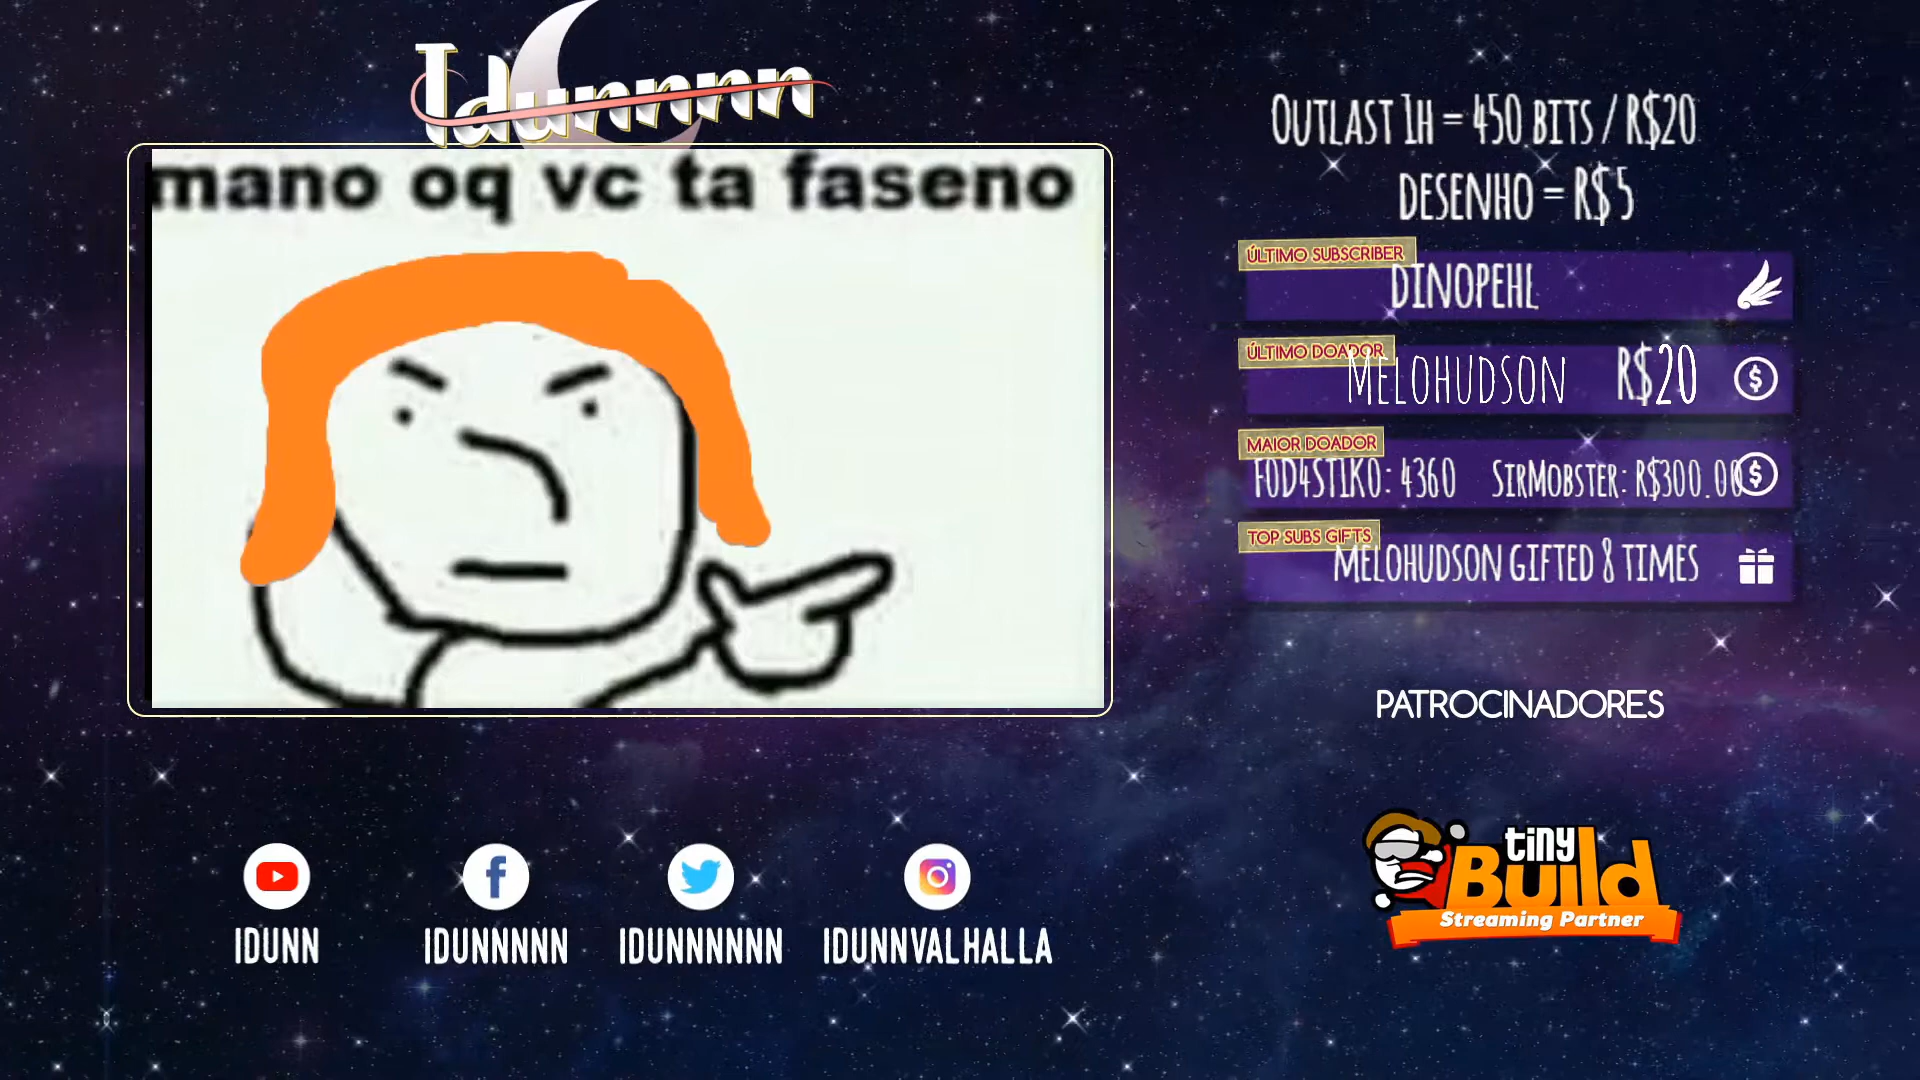 Idunnnn
mano oq vc ta faseno
OUTLAST 1H = 450 BITS / R$20
DESENHO = R$5
ÚLTIMO SUBSCRIBER
DINOPEHL
ÚLTIMO DOADOR
MELOHUDSON R$20
MAIOR DOADOR
F0D4STIK0: 4360 SIRMOBSTER: R$300.00
TOP SUBS GIFTS
MELOHUDSON GIFTED 8 TIMES
PATROCINADORES
tiny
Build
Streaming Partner
IDUNN IDUNNNNN IDUNNNNNN IDUNNVALHALLA